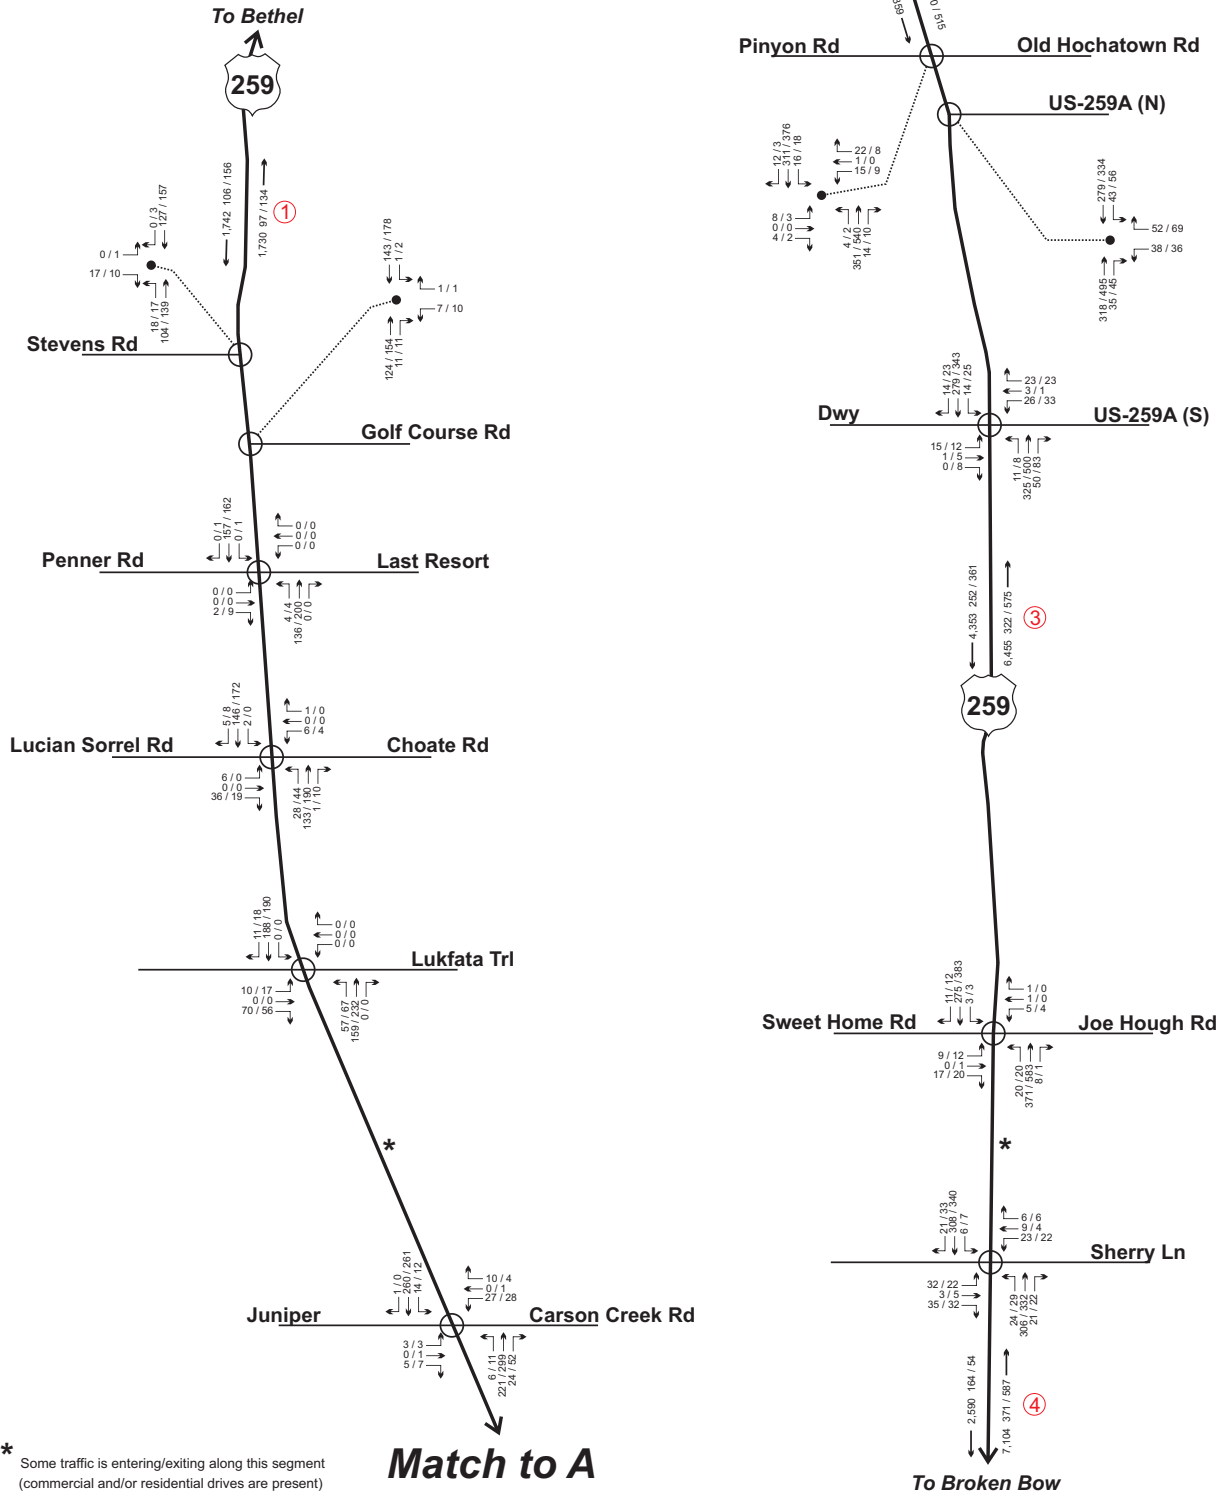 To Bethel
259
1,742 106 / 156
1,730 97 / 134
1
0 / 3
127 / 157
0 / 1
17 / 10
18 / 17
104 / 139
143 / 178
1 / 2
1 / 1
7 / 10
124 / 154
11 / 11
Stevens Rd
Golf Course Rd
0 / 1
157 / 162
0 / 1
0 / 0
0 / 0
0 / 0
Penner Rd
Last Resort
0 / 0
0 / 0
2 / 9
4 / 4
136 / 200
0 / 0
5 / 8
146 / 172
2 / 0
1 / 0
0 / 0
6 / 4
Lucian Sorrel Rd
Choate Rd
6 / 0
0 / 0
36 / 19
28 / 44
133 / 190
1 / 10
11 / 18
188 / 190
0 / 0
0 / 0
0 / 0
0 / 0
Lukfata Trl
10 / 17
0 / 0
70 / 56
57 / 67
159 / 232
0 / 0
*
1 / 0
260 / 261
14 / 12
10 / 4
0 / 1
27 / 28
Juniper
Carson Creek Rd
3 / 3
0 / 1
5 / 7
6 / 11
221 / 299
24 / 52
Match to A
* Some traffic is entering/exiting along this segment
(commercial and/or residential drives are present)
Pinyon Rd
Old Hochatown Rd
US-259A (N)
12 / 3
311 / 376
16 / 18
22 / 8
1 / 0
15 / 9
8 / 3
0 / 0
4 / 2
4 / 2
351 / 540
14 / 10
279 / 334
43 / 56
52 / 69
38 / 36
318 / 495
35 / 45
14 / 23
279 / 343
14 / 25
23 / 23
3 / 1
26 / 33
Dwy
US-259A (S)
15 / 12
1 / 5
0 / 8
11 / 8
325 / 500
50 / 83
4,353 252 / 361
6,455 322 / 575
3
259
11 / 12
275 / 383
3 / 3
1 / 0
1 / 0
5 / 4
Sweet Home Rd
Joe Hough Rd
9 / 12
0 / 1
17 / 20
20 / 20
371 / 583
8 / 1
*
21 / 33
308 / 340
6 / 7
6 / 6
9 / 4
23 / 22
Sherry Ln
32 / 22
3 / 5
35 / 32
24 / 29
306 / 332
21 / 22
2,590 164 / 54
7,104 371 / 587
4
To Broken Bow